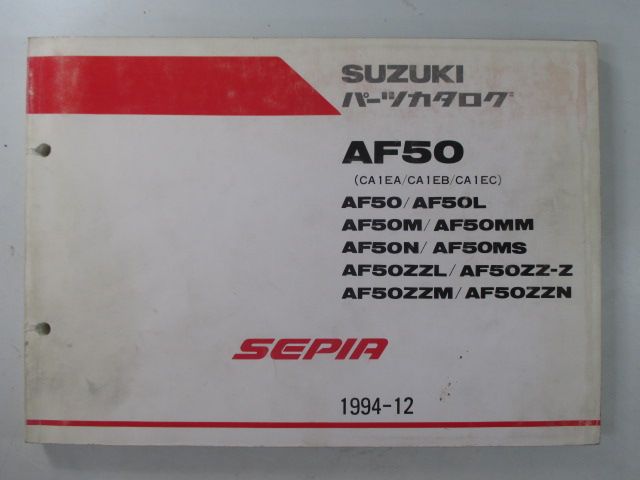 SUZUKI
パーツカタログ
AF50
(CA1EA/CA1EB/CA1EC)
AF50/AF50L
AF50M/AF50MM
AF50N/AF50MS
AF50ZZL/AF50ZZ-Z
AF50ZZM/AF50ZZN
SEPIA
1994-12